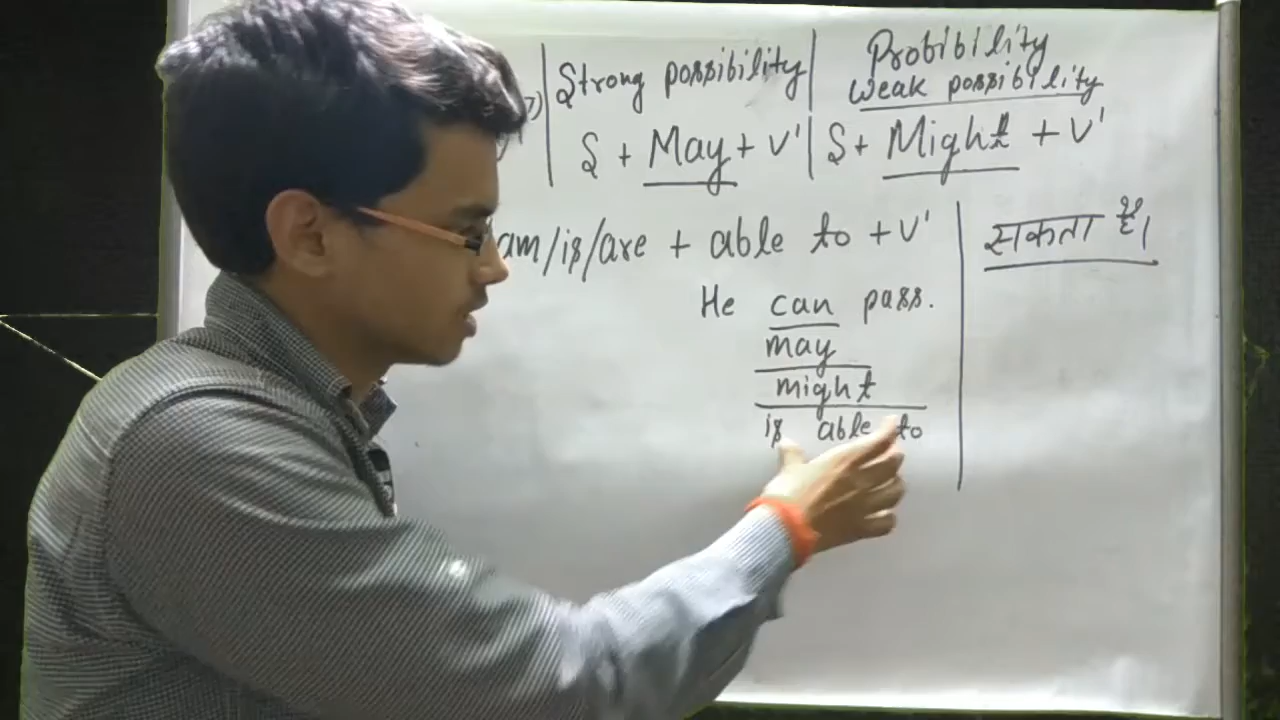 Strong possibility
Probibility
Weak possibility
S + May + V'
S + Might + V'
am/is/are + able to + V'
सकता है।
He can pass.
may
might
is able to